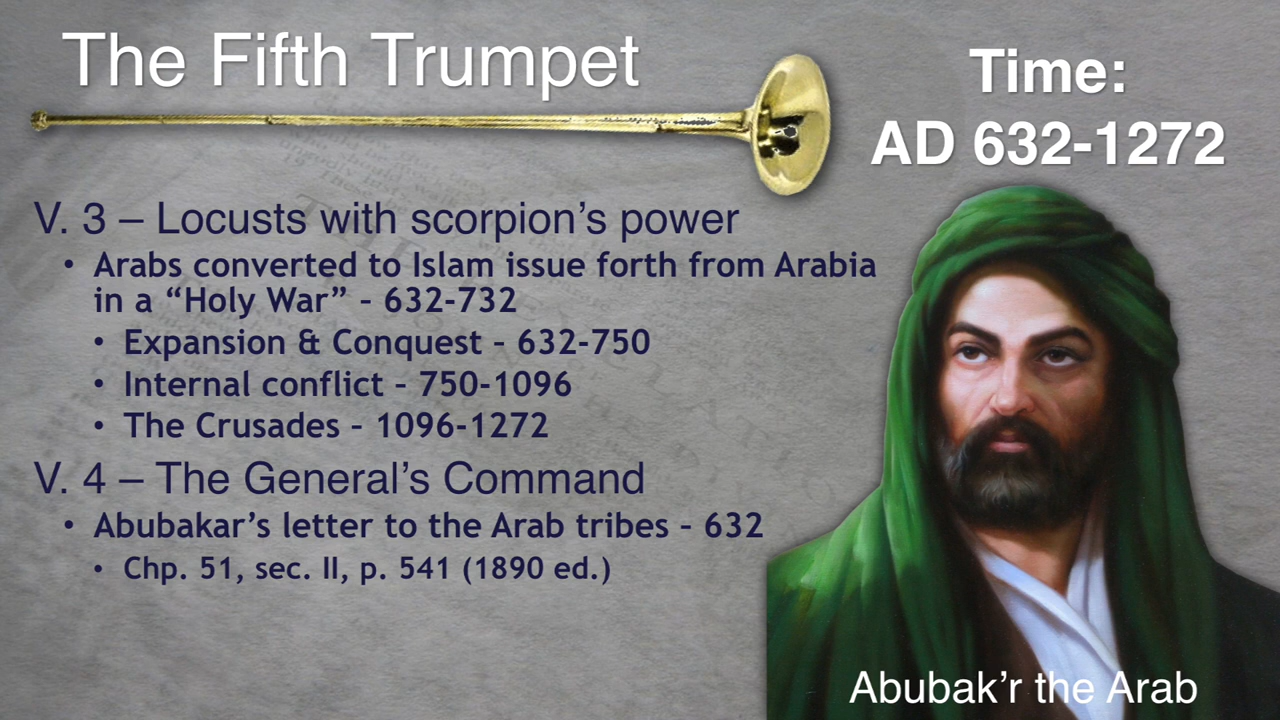 The Fifth Trumpet
Time:
AD 632-1272
V. 3 – Locusts with scorpion’s power
• Arabs converted to Islam issue forth from Arabia
in a “Holy War” – 632-732
• Expansion & Conquest – 632-750
• Internal conflict – 750-1096
• The Crusades – 1096-1272
V. 4 – The General’s Command
• Abubakar’s letter to the Arab tribes – 632
• Chp. 51, sec. II, p. 541 (1890 ed.)
Abubak’r the Arab